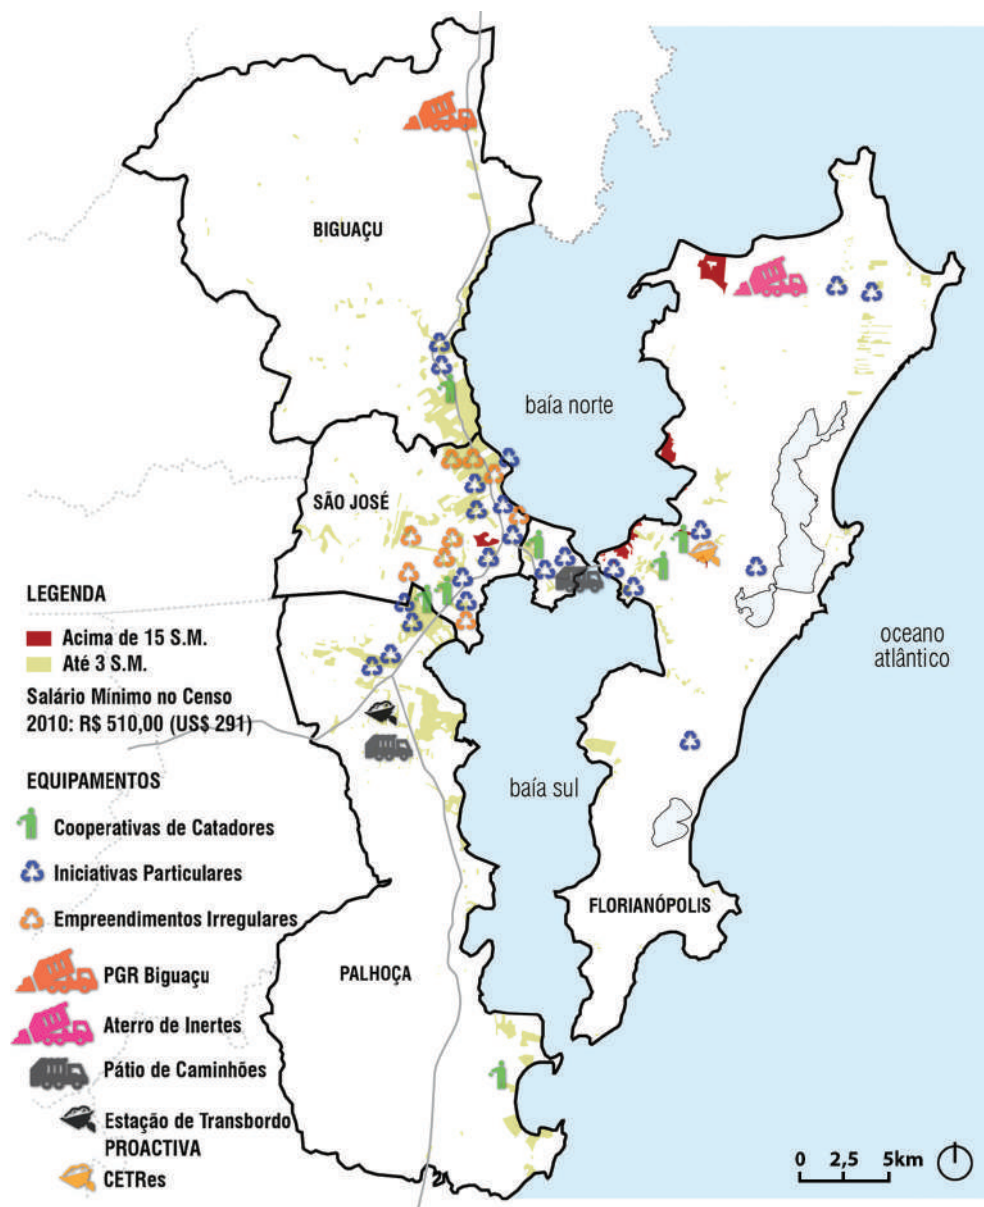 BIGUAÇU
baía norte
SÃO JOSÉ
LEGENDA
Acima de 15 S.M.
Até 3 S.M.
Salário Mínimo no Censo
2010: R$ 510,00 (US$ 291)
oceano
atlântico
EQUIPAMENTOS
baía sul
Cooperativas de Catadores
Iniciativas Particulares
Empreendimentos Irregulares
FLORIANÓPOLIS
PALHOÇA
PGR Biguaçu
Aterro de Inertes
Pátio de Caminhões
Estação de Transbordo
PROACTIVA
CETRes
0 2,5 5km